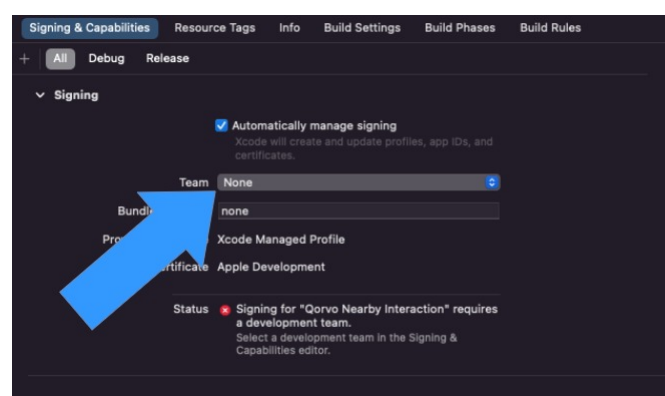 Signing & Capabilities Resource Tags Info Build Settings Build Phases Build Rules
+ All Debug Release
Signing
Automatically manage signing
Xcode will create and update profiles, app IDs, and
certificates.
Team None
none
Xcode Managed Profile
Apple Development
Status Signing for "Qorvo Nearby Interaction" requires
a development team.
Select a development team in the Signing &
Capabilities editor.